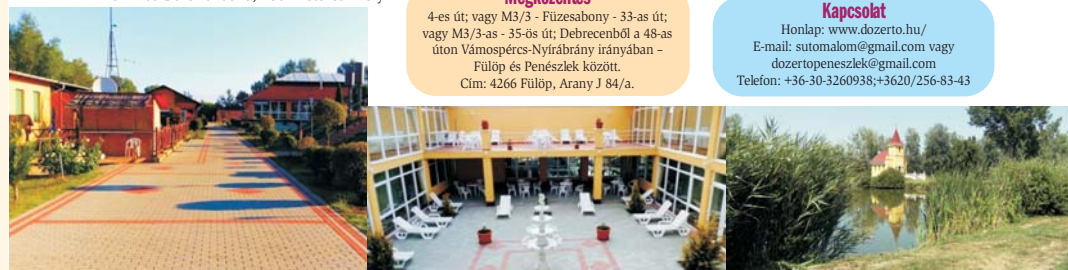 Megközelítés
4-es út; vagy M3/3 - Füzesabony - 33-as út;
vagy M3/3-as - 35-ös út; Debrecenből a 48-as
úton Vámospércs-Nyírábrány irányában –
Fülöp és Penészlek között.
Cím: 4266 Fülöp, Arany J 84/a.
Kapcsolat
Honlap: www.dozerto.hu/
E-mail: sutomalom@gmail.com vagy
dozertopeneszlek@gmail.com
Telefon: +36-30-3260938;+3620/256-83-43